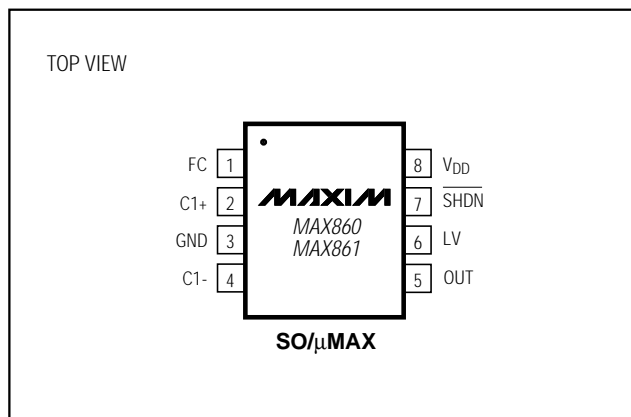 TOP VIEW
FC 1
C1+ 2
GND 3
C1- 4
MAXIM
MAX860
MAX861
8 VDD
7 SHDN
6 LV
5 OUT
SO/µMAX